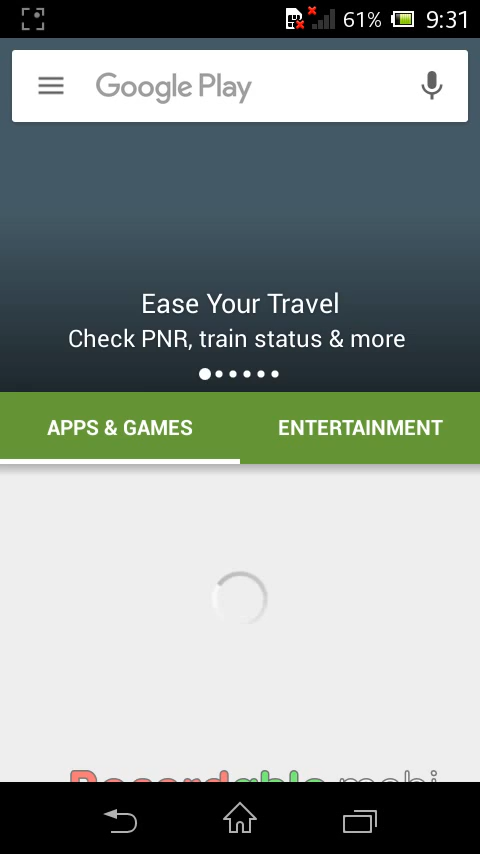 61% 9:31
Google Play
Ease Your Travel
Check PNR, train status & more
APPS & GAMES
ENTERTAINMENT